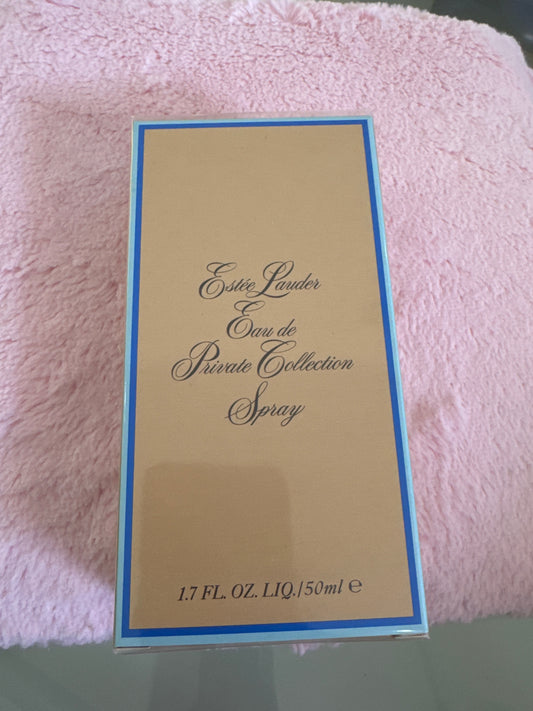 Estée Lauder
Eau de
Private Collection
Spray
1.7 FL. OZ. LIQ./50ml ℮